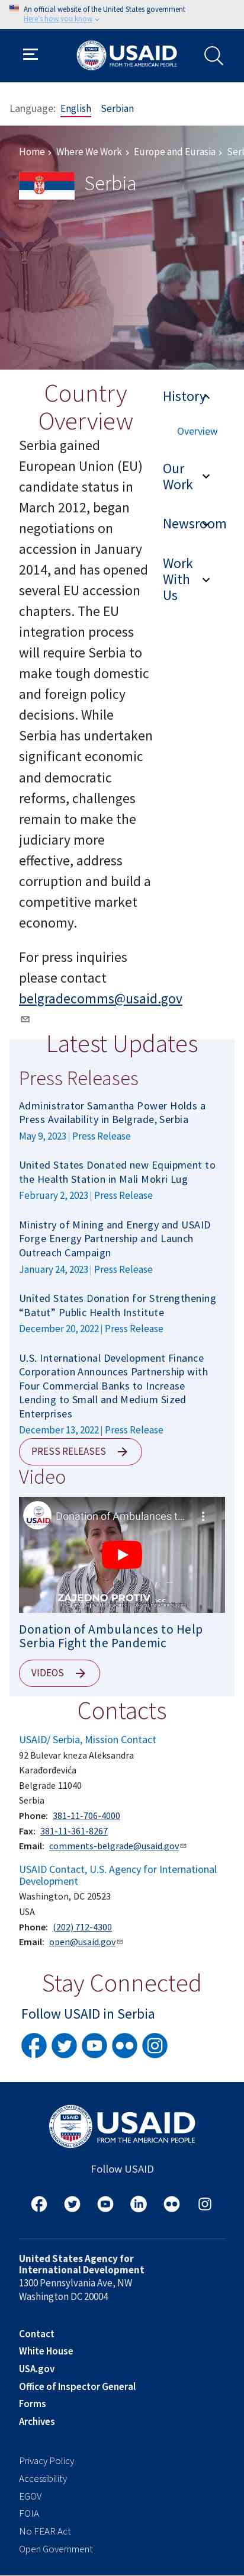 An official website of the United States government
Here's how you know
USAID
FROM THE AMERICAN PEOPLE
Language: English Serbian
Home › Where We Work › Europe and Eurasia ›
Serbia
Country
Overview
Serbia gained
European Union (EU)
candidate status in
March 2012, began
negotiations on
accession in January
2014, and has opened
several EU accession
chapters. The EU
integration process
will require Serbia to
make tough domestic
and foreign policy
decisions. While
Serbia has undertaken
significant economic
and democratic
reforms, challenges
remain to make the
judiciary more
effective, address
corruption and build a
competitive market
economy.
For press inquiries
please contact
belgradecomms@usaid.gov
History
Overview
Our
Work
Newsroom
Work
With
Us
Latest Updates
Press Releases
Administrator Samantha Power Holds a
Press Availability in Belgrade, Serbia
May 9, 2023 | Press Release
United States Donated new Equipment to
the Health Station in Mali Mokri Lug
February 2, 2023 | Press Release
Ministry of Mining and Energy and USAID
Forge Energy Partnership and Launch
Outreach Campaign
January 24, 2023 | Press Release
United States Donation for Strengthening
“Batut” Public Health Institute
December 20, 2022 | Press Release
U.S. International Development Finance
Corporation Announces Partnership with
Four Commercial Banks to Increase
Lending to Small and Medium Sized
Enterprises
December 13, 2022 | Press Release
PRESS RELEASES
Video
USAID
Donation of Ambulances t...
ZAJEDNO PROTIV
Donation of Ambulances to Help
Serbia Fight the Pandemic
VIDEOS
Contacts
USAID/ Serbia, Mission Contact
92 Bulevar kneza Aleksandra
Karađorđevića
Belgrade 11040
Serbia
Phone: 381-11-706-4000
Fax: 381-11-361-8267
Email: comments-belgrade@usaid.gov
USAID Contact, U.S. Agency for International
Development
Washington, DC 20523
USA
Phone: (202) 712-4300
Email: open@usaid.gov
Stay Connected
Follow USAID in Serbia
USAID
FROM THE AMERICAN PEOPLE
Follow USAID
United States Agency for
International Development
1300 Pennsylvania Ave, NW
Washington DC 20004
Contact
White House
USA.gov
Office of Inspector General
Forms
Archives
Privacy Policy
Accessibility
EGOV
FOIA
No FEAR Act
Open Government